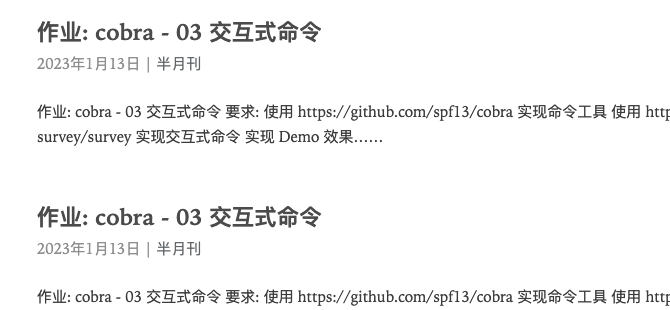 作业: cobra - 03 交互式命令
2023年1月13日 | 半月刊
作业: cobra - 03 交互式命令 要求: 使用 https://github.com/spf13/cobra 实现命令工具 使用
survey/survey 实现交互式命令 实现 Demo 效果……
作业: cobra - 03 交互式命令
2023年1月13日 | 半月刊
作业: cobra - 03 交互式命令 要求: 使用 https://github.com/spf13/cobra 实现命令工具 使用